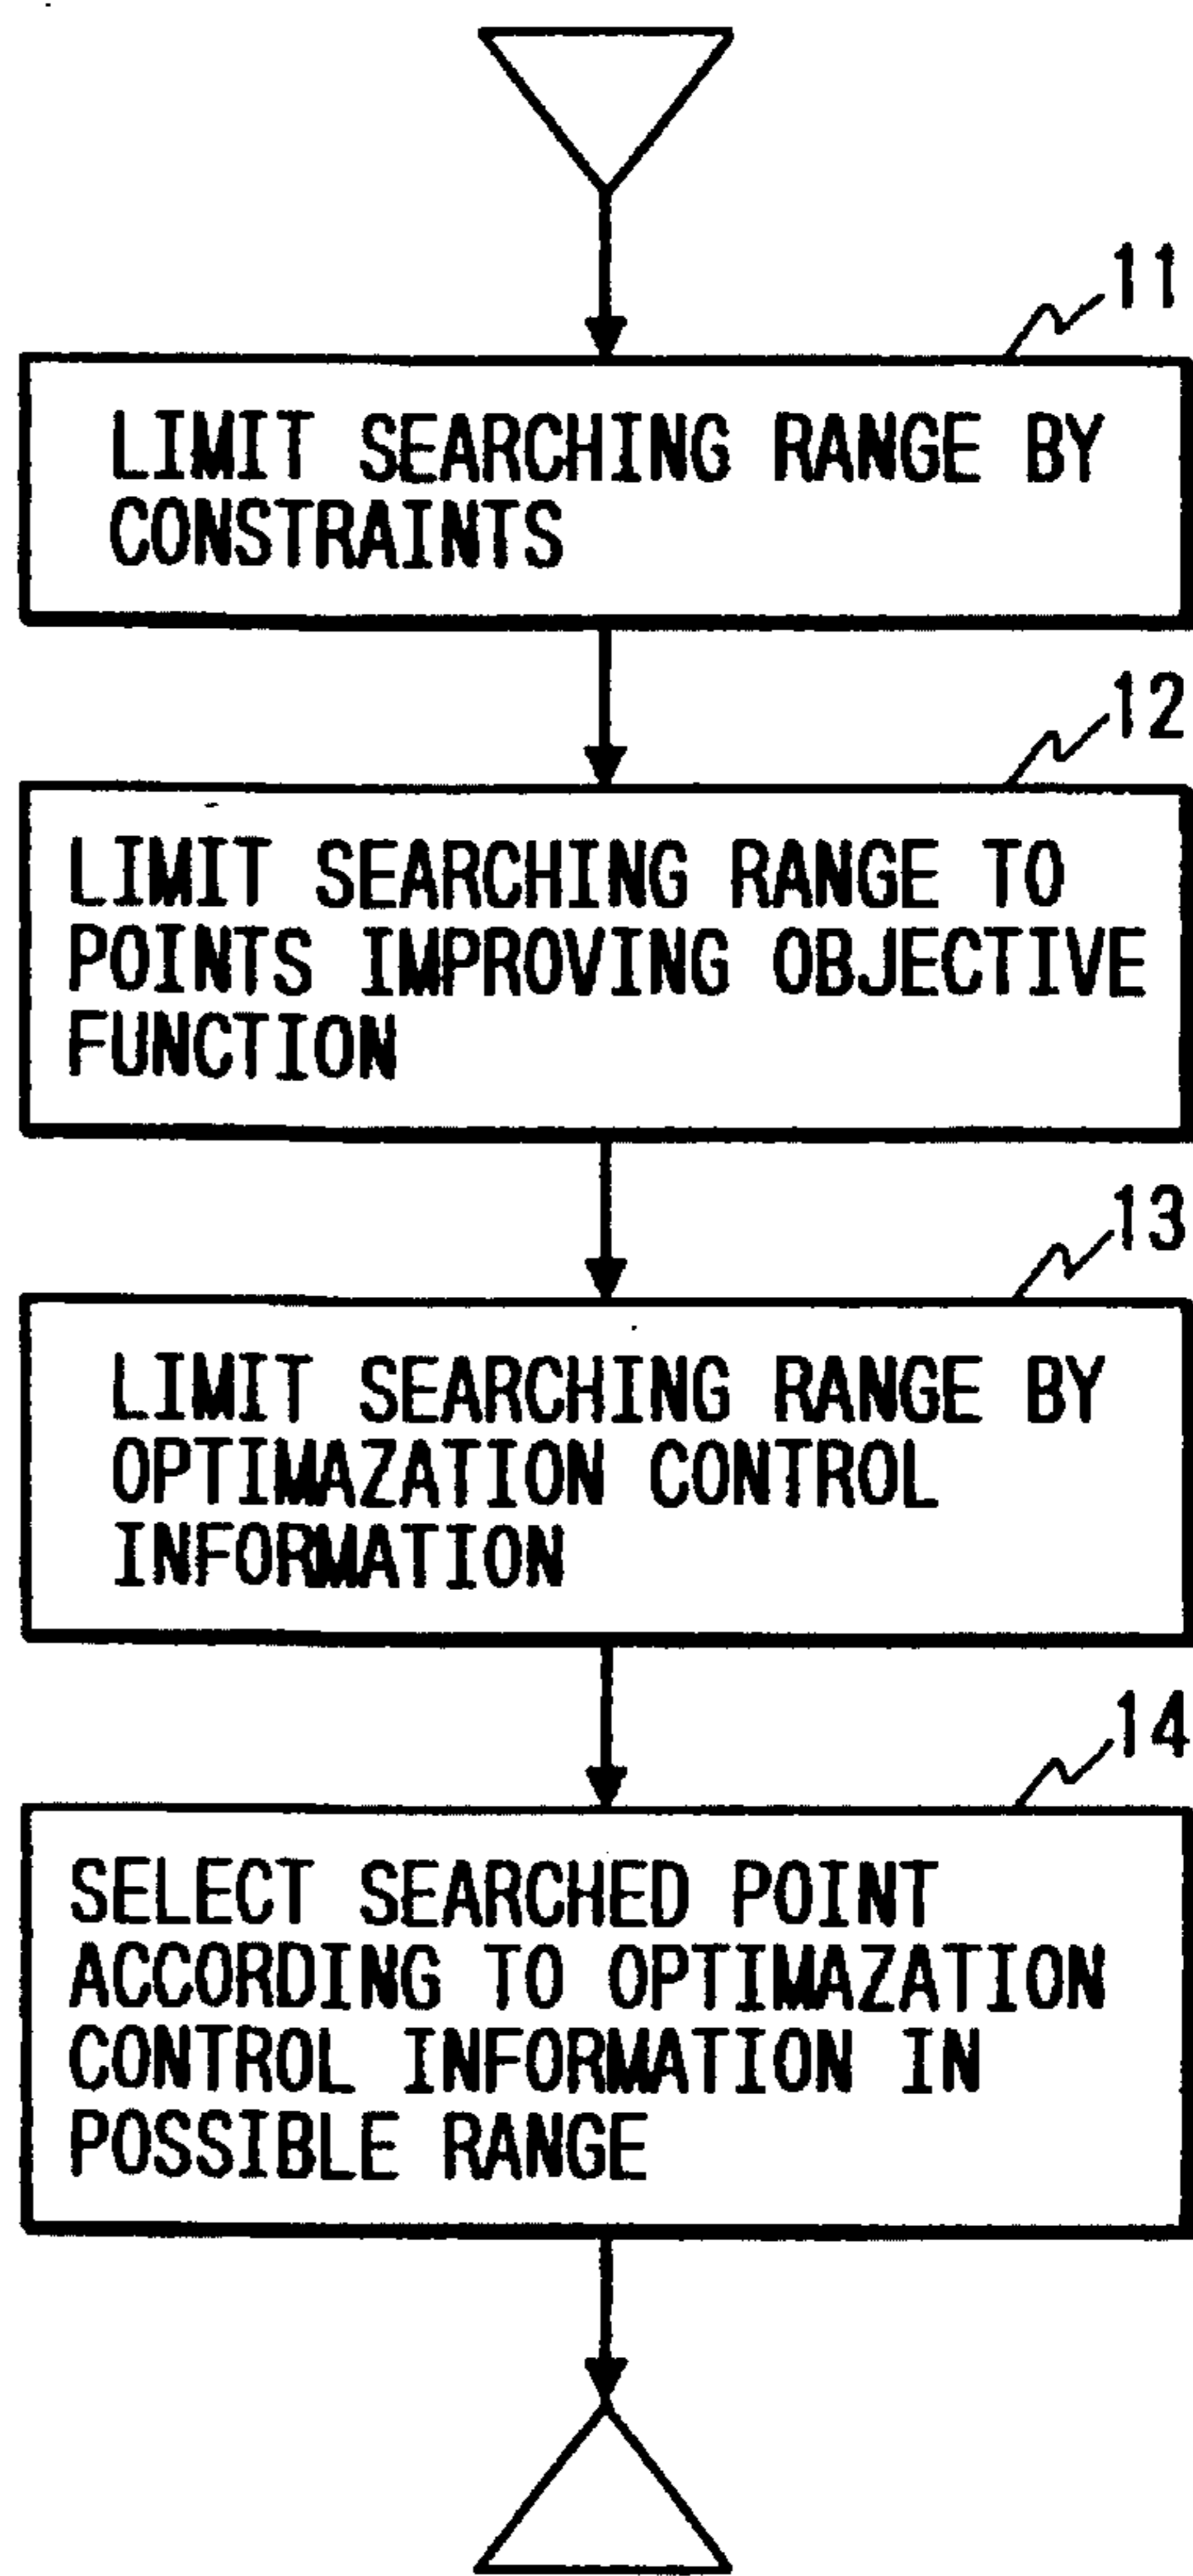 11
LIMIT SEARCHING RANGE BY
CONSTRAINTS
12
LIMIT SEARCHING RANGE TO
POINTS IMPROVING OBJECTIVE
FUNCTION
13
LIMIT SEARCHING RANGE BY
OPTIMAZATION CONTROL
INFORMATION
14
SELECT SEARCHED POINT
ACCORDING TO OPTIMAZATION
CONTROL INFORMATION IN
POSSIBLE RANGE